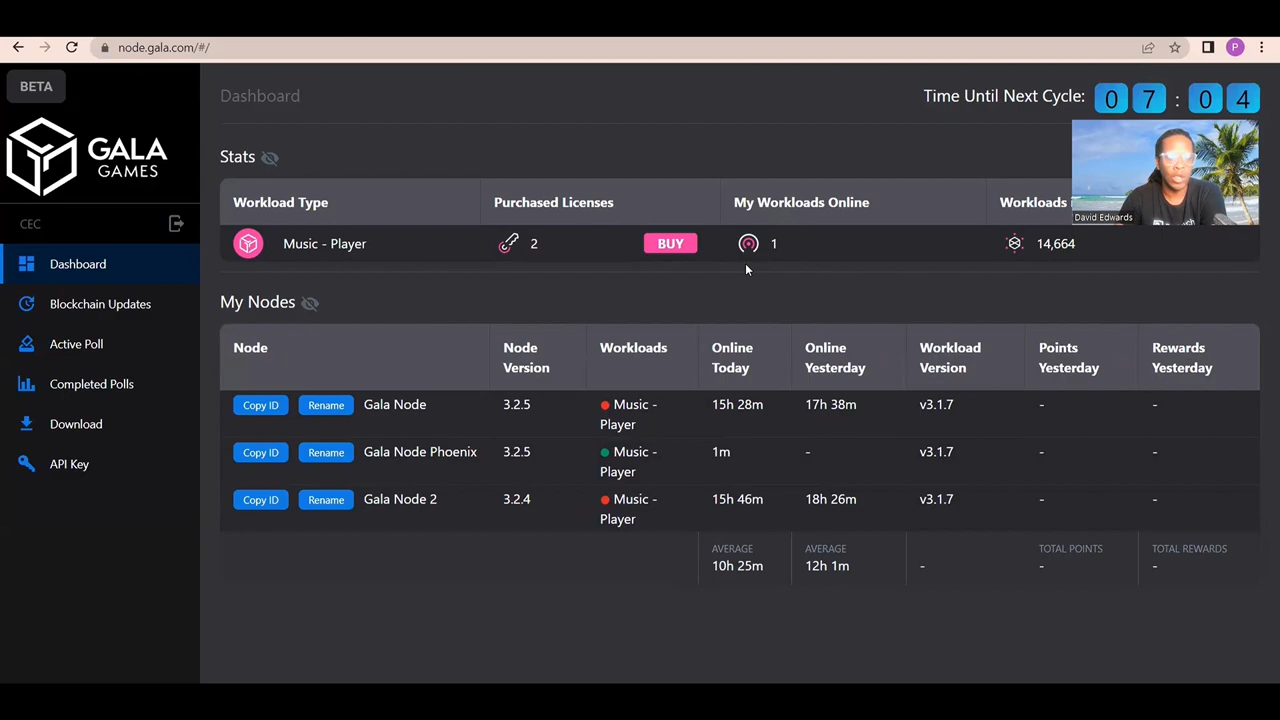 node.gala.com/#/
P
BETA
GALA
GAMES
CEC
Dashboard
Blockchain Updates
Active Poll
Completed Polls
Download
API Key
Dashboard
Time Until Next Cycle: 0 7 : 0 4
David Edwards
Stats
Workload Type Purchased Licenses My Workloads Online Workloads
Music - Player 2 BUY 1 14,664
My Nodes
Node Node Version Workloads Online Today Online Yesterday Workload Version Points Yesterday Rewards Yesterday
Copy ID Rename Gala Node 3.2.5 Music - Player 15h 28m 17h 38m v3.1.7 - -
Copy ID Rename Gala Node Phoenix 3.2.5 Music - Player 1m - v3.1.7 - -
Copy ID Rename Gala Node 2 3.2.4 Music - Player 15h 46m 18h 26m v3.1.7 - -
AVERAGE AVERAGE TOTAL POINTS TOTAL REWARDS
10h 25m 12h 1m - - -